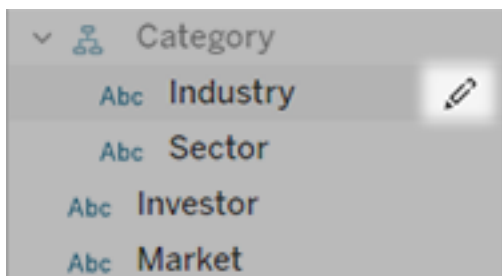 Category
Abc Industry
Abc Sector
Abc Investor
Abc Market